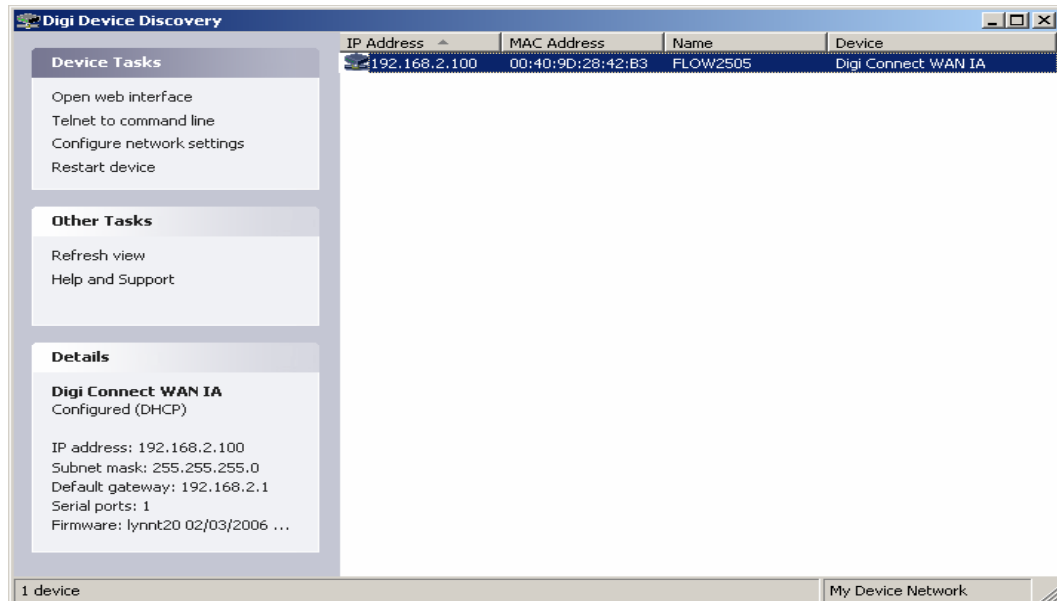 Digi Device Discovery
IP Address MAC Address Name Device
192.168.2.100 00:40:9D:28:42:B3 FLOW2505 Digi Connect WAN IA
Device Tasks
Open web interface
Telnet to command line
Configure network settings
Restart device
Other Tasks
Refresh view
Help and Support
Details
Digi Connect WAN IA
Configured (DHCP)
IP address: 192.168.2.100
Subnet mask: 255.255.255.0
Default gateway: 192.168.2.1
Serial ports: 1
Firmware: lynnt20 02/03/2006 ...
1 device My Device Network